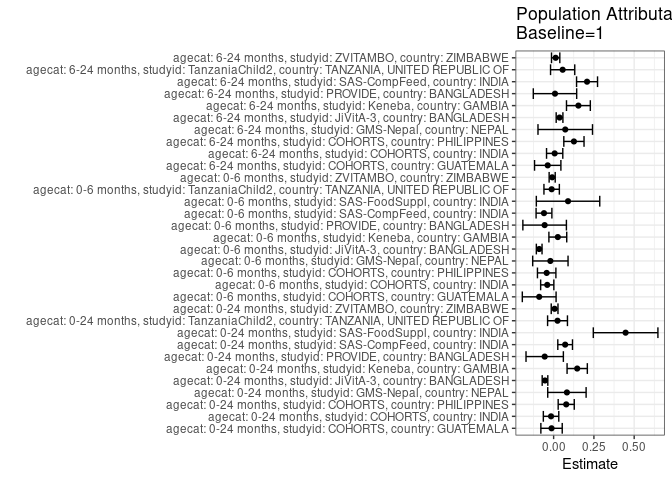 Population Attributa
Baseline=1
agecat: 6-24 months, studyid: ZVITAMBO, country: ZIMBABWE
agecat: 6-24 months, studyid: TanzaniaChild2, country: TANZANIA, UNITED REPUBLIC OF
agecat: 6-24 months, studyid: SAS-CompFeed, country: INDIA
agecat: 6-24 months, studyid: PROVIDE, country: BANGLADESH
agecat: 6-24 months, studyid: Keneba, country: GAMBIA
agecat: 6-24 months, studyid: JiVitA-3, country: BANGLADESH
agecat: 6-24 months, studyid: GMS-Nepal, country: NEPAL
agecat: 6-24 months, studyid: COHORTS, country: PHILIPPINES
agecat: 6-24 months, studyid: COHORTS, country: INDIA
agecat: 6-24 months, studyid: COHORTS, country: GUATEMALA
agecat: 0-6 months, studyid: ZVITAMBO, country: ZIMBABWE
agecat: 0-6 months, studyid: TanzaniaChild2, country: TANZANIA, UNITED REPUBLIC OF
agecat: 0-6 months, studyid: SAS-FoodSuppl, country: INDIA
agecat: 0-6 months, studyid: SAS-CompFeed, country: INDIA
agecat: 0-6 months, studyid: PROVIDE, country: BANGLADESH
agecat: 0-6 months, studyid: Keneba, country: GAMBIA
agecat: 0-6 months, studyid: JiVitA-3, country: BANGLADESH
agecat: 0-6 months, studyid: GMS-Nepal, country: NEPAL
agecat: 0-6 months, studyid: COHORTS, country: PHILIPPINES
agecat: 0-6 months, studyid: COHORTS, country: INDIA
agecat: 0-6 months, studyid: COHORTS, country: GUATEMALA
agecat: 0-24 months, studyid: ZVITAMBO, country: ZIMBABWE
agecat: 0-24 months, studyid: TanzaniaChild2, country: TANZANIA, UNITED REPUBLIC OF
agecat: 0-24 months, studyid: SAS-FoodSuppl, country: INDIA
agecat: 0-24 months, studyid: SAS-CompFeed, country: INDIA
agecat: 0-24 months, studyid: PROVIDE, country: BANGLADESH
agecat: 0-24 months, studyid: Keneba, country: GAMBIA
agecat: 0-24 months, studyid: JiVitA-3, country: BANGLADESH
agecat: 0-24 months, studyid: GMS-Nepal, country: NEPAL
agecat: 0-24 months, studyid: COHORTS, country: PHILIPPINES
agecat: 0-24 months, studyid: COHORTS, country: INDIA
agecat: 0-24 months, studyid: COHORTS, country: GUATEMALA
0.00 0.25 0.50
Estimate